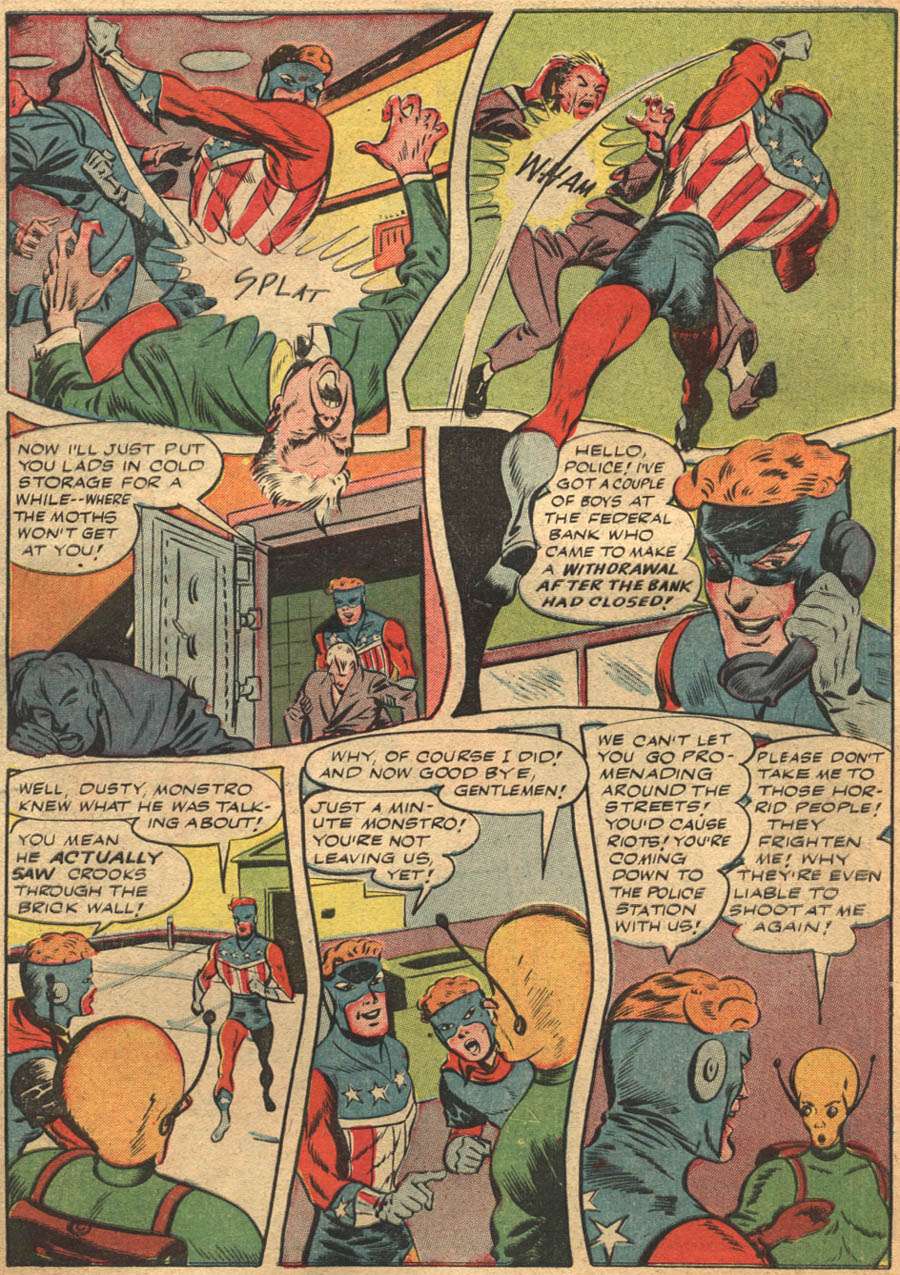 SPLAT
WHAM
NOW I'LL JUST PUT
YOU LADS IN COLD
STORAGE FOR A
WHILE--WHERE
THE MOTHS
WON'T GET
AT YOU!
HELLO,
POLICE! I'VE
GOT A COUPLE
OF BOYS AT
THE FEDERAL
BANK WHO
CAME TO MAKE
A WITHDRAWAL
AFTER THE BANK
HAD CLOSED!
WELL, DUSTY, MONSTRO
KNEW WHAT HE WAS TALK-
ING ABOUT!
YOU MEAN
HE ACTUALLY
SAW CROOKS
THROUGH THE
BRICK WALL!
WHY, OF COURSE I DID!
AND NOW GOOD BYE,
GENTLEMEN!
JUST A MIN-
UTE MONSTRO!
YOU'RE NOT
LEAVING US,
YET!
WE CAN'T LET
YOU GO PRO-
MENADING
AROUND THE
STREETS!
YOU'D CAUSE
RIOTS! YOU'RE
COMING
DOWN TO
THE POLICE
STATION
WITH US!
PLEASE DON'T
TAKE ME TO
THOSE HOR-
RID PEOPLE!
THEY
FRIGHTEN
ME! WHY
THEY'RE EVEN
LIABLE TO
SHOOT AT ME
AGAIN!